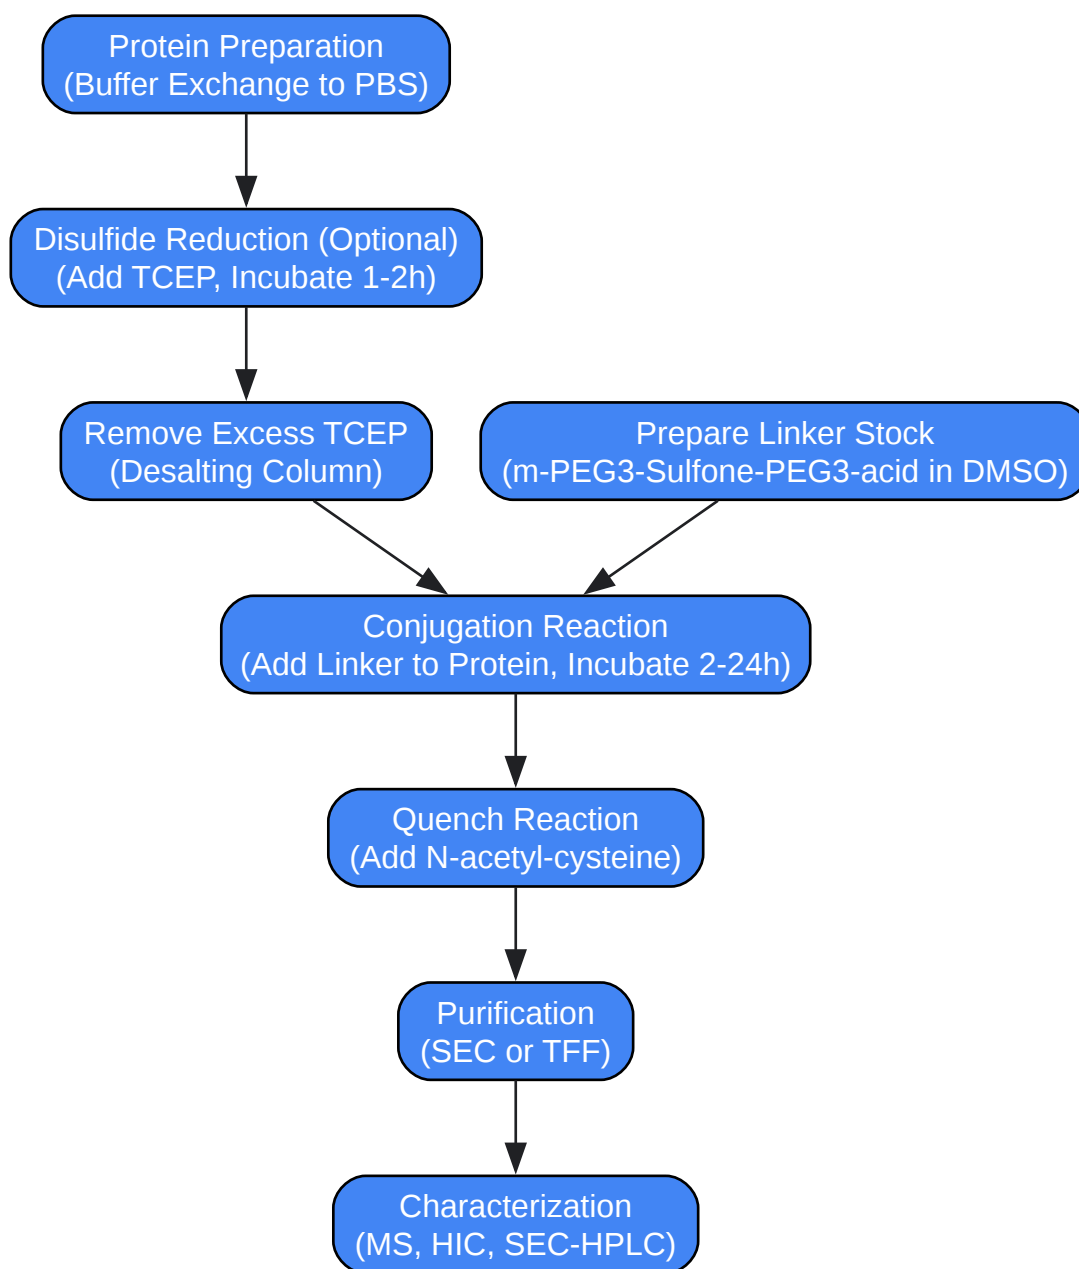 Protein Preparation
(Buffer Exchange to PBS)
Disulfide Reduction (Optional)
(Add TCEP, Incubate 1-2h)
Remove Excess TCEP
(Desalting Column)
Prepare Linker Stock
(m-PEG3-Sulfone-PEG3-acid in DMSO)
Conjugation Reaction
(Add Linker to Protein, Incubate 2-24h)
Quench Reaction
(Add N-acetyl-cysteine)
Purification
(SEC or TFF)
Characterization
(MS, HIC, SEC-HPLC)